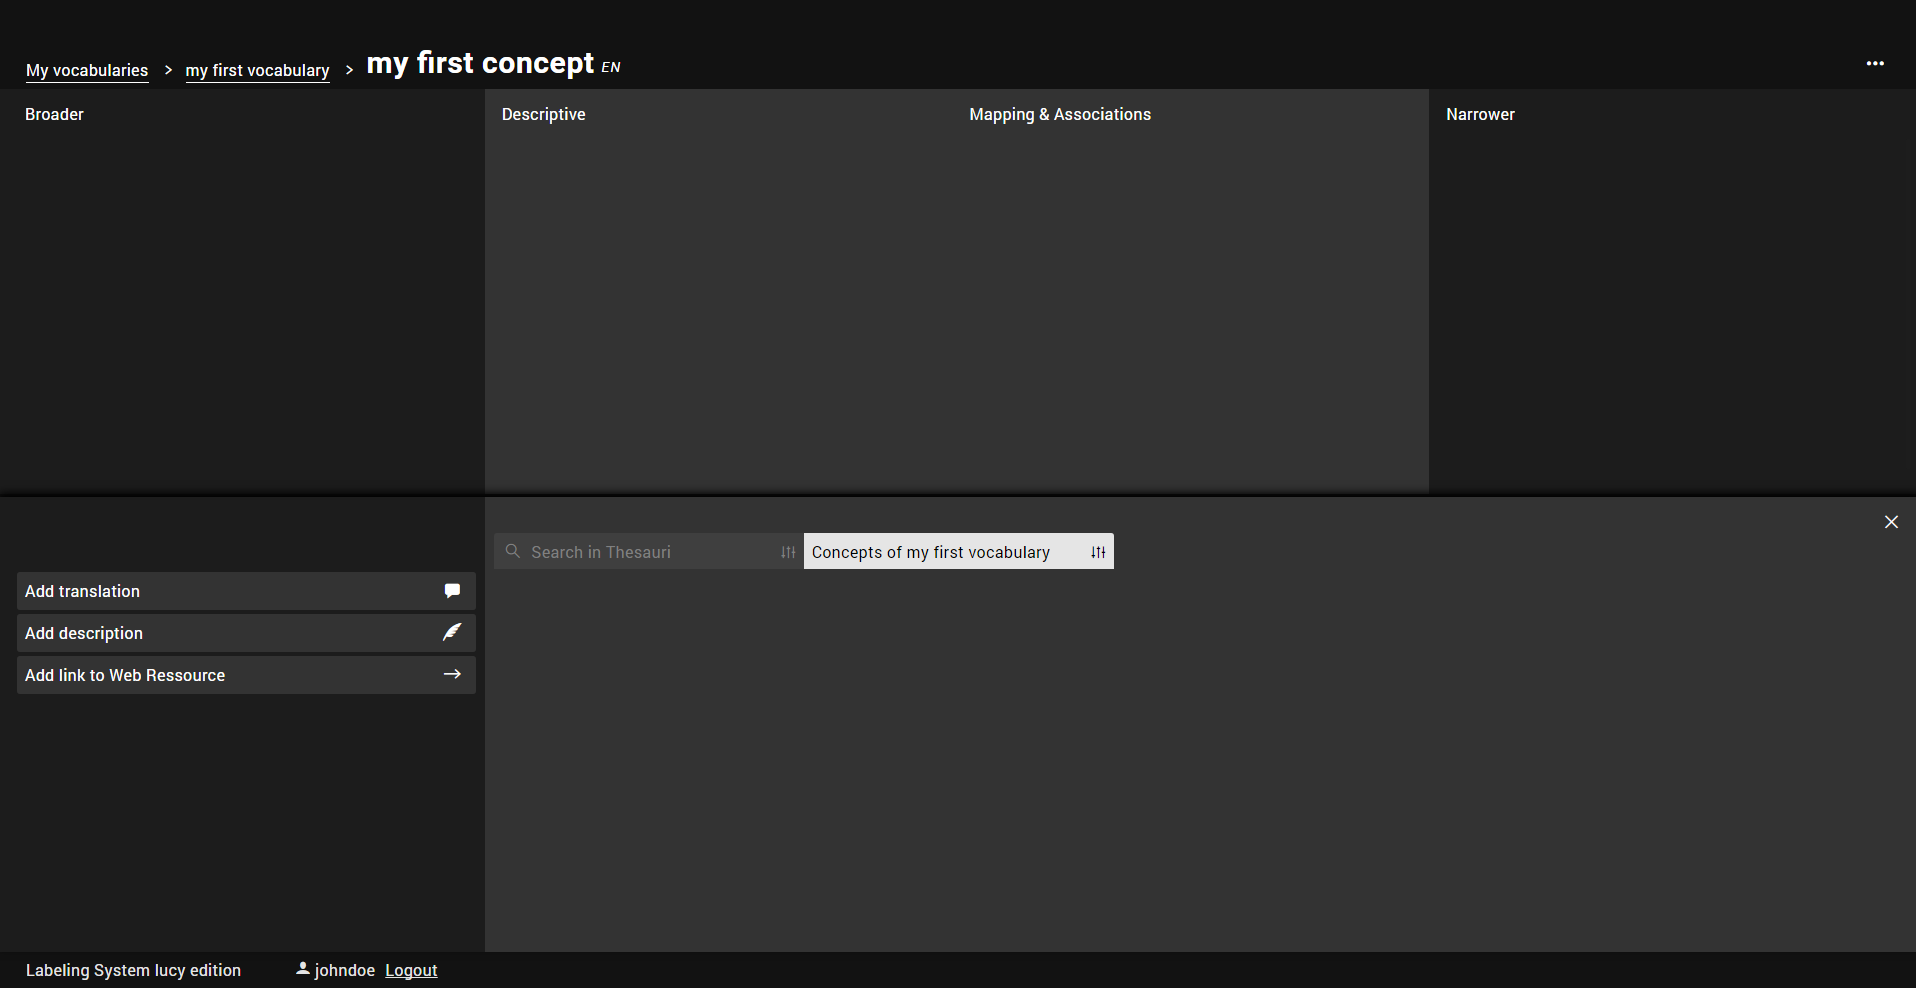 My vocabularies > my first vocabulary > my first concept EN
Broader
Descriptive
Mapping & Associations
Narrower
Search in Thesauri
Concepts of my first vocabulary
Add translation
Add description
Add link to Web Ressource
Labeling System lucy edition
johndoe Logout